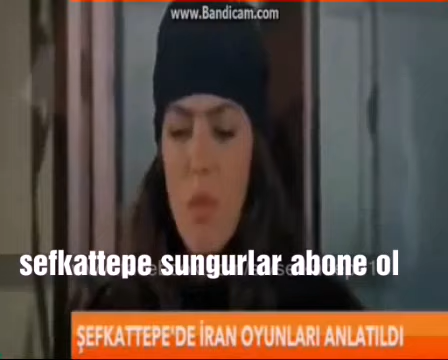 www.Bandicam.com
sefkattepe sungurlar abone ol
ŞEFKATTEPE'DE İRAN OYUNLARI ANLATILDI